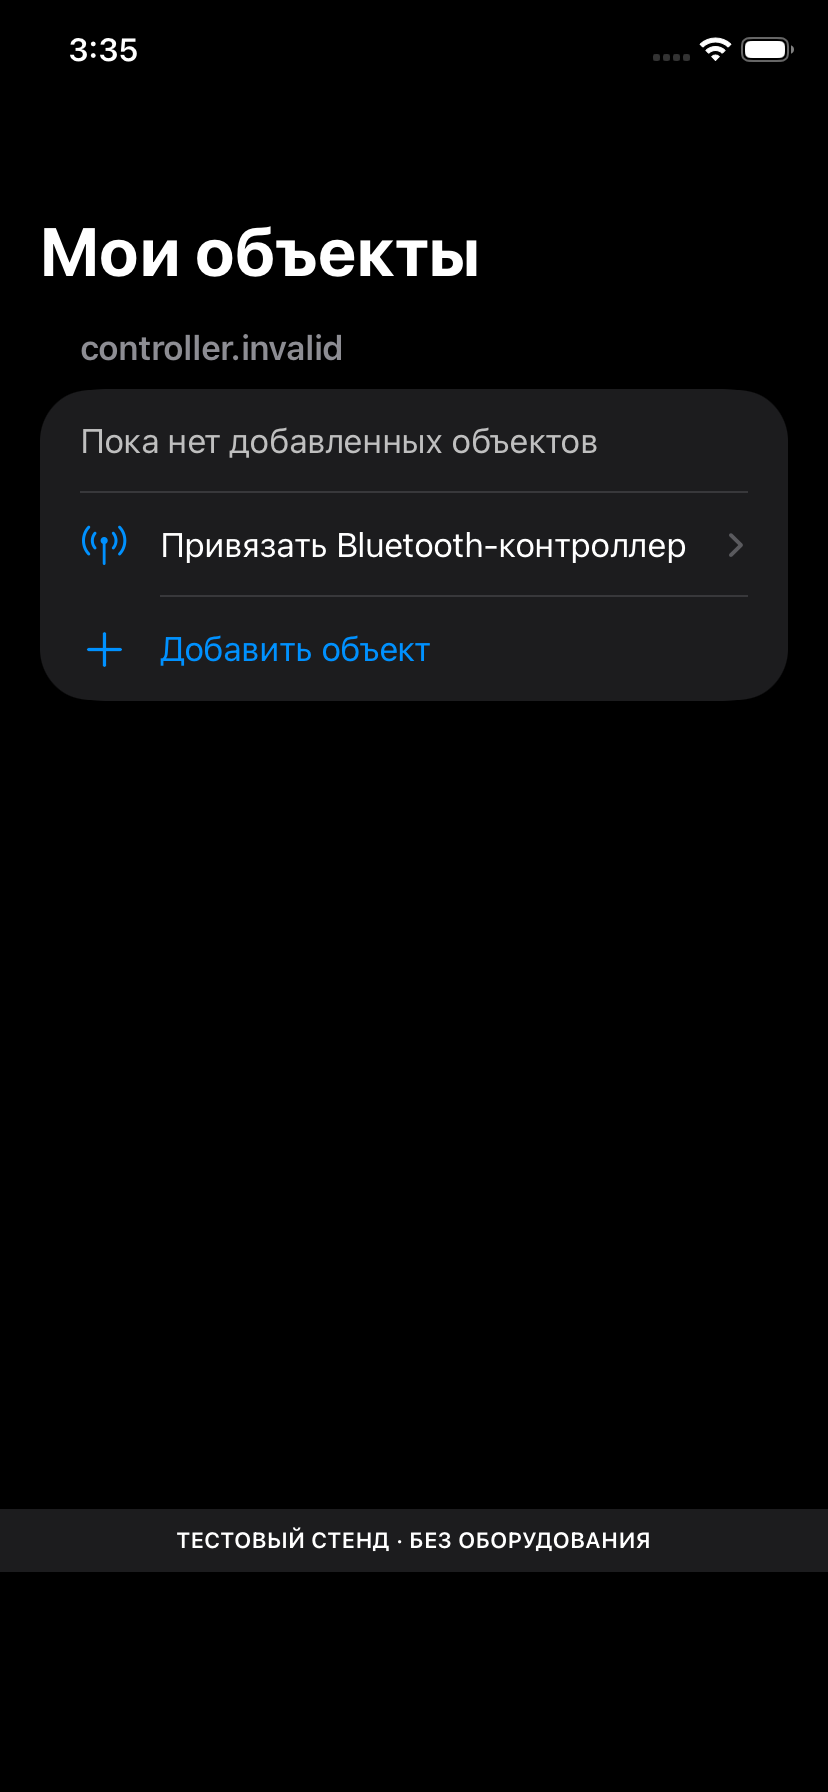 3:35
Мои объекты
controller.invalid
Пока нет добавленных объектов
Привязать Bluetooth-контроллер
Добавить объект
ТЕСТОВЫЙ СТЕНД · БЕЗ ОБОРУДОВАНИЯ